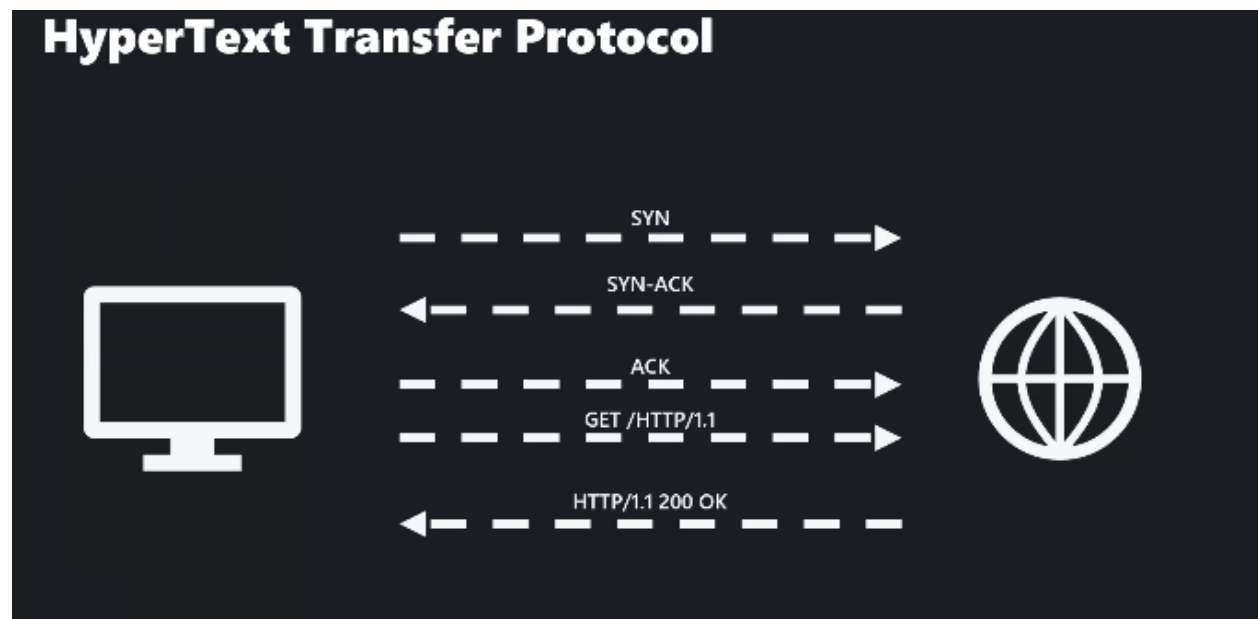 HyperText Transfer Protocol
SYN
SYN-ACK
ACK
GET /HTTP/1.1
HTTP/1.1 200 OK